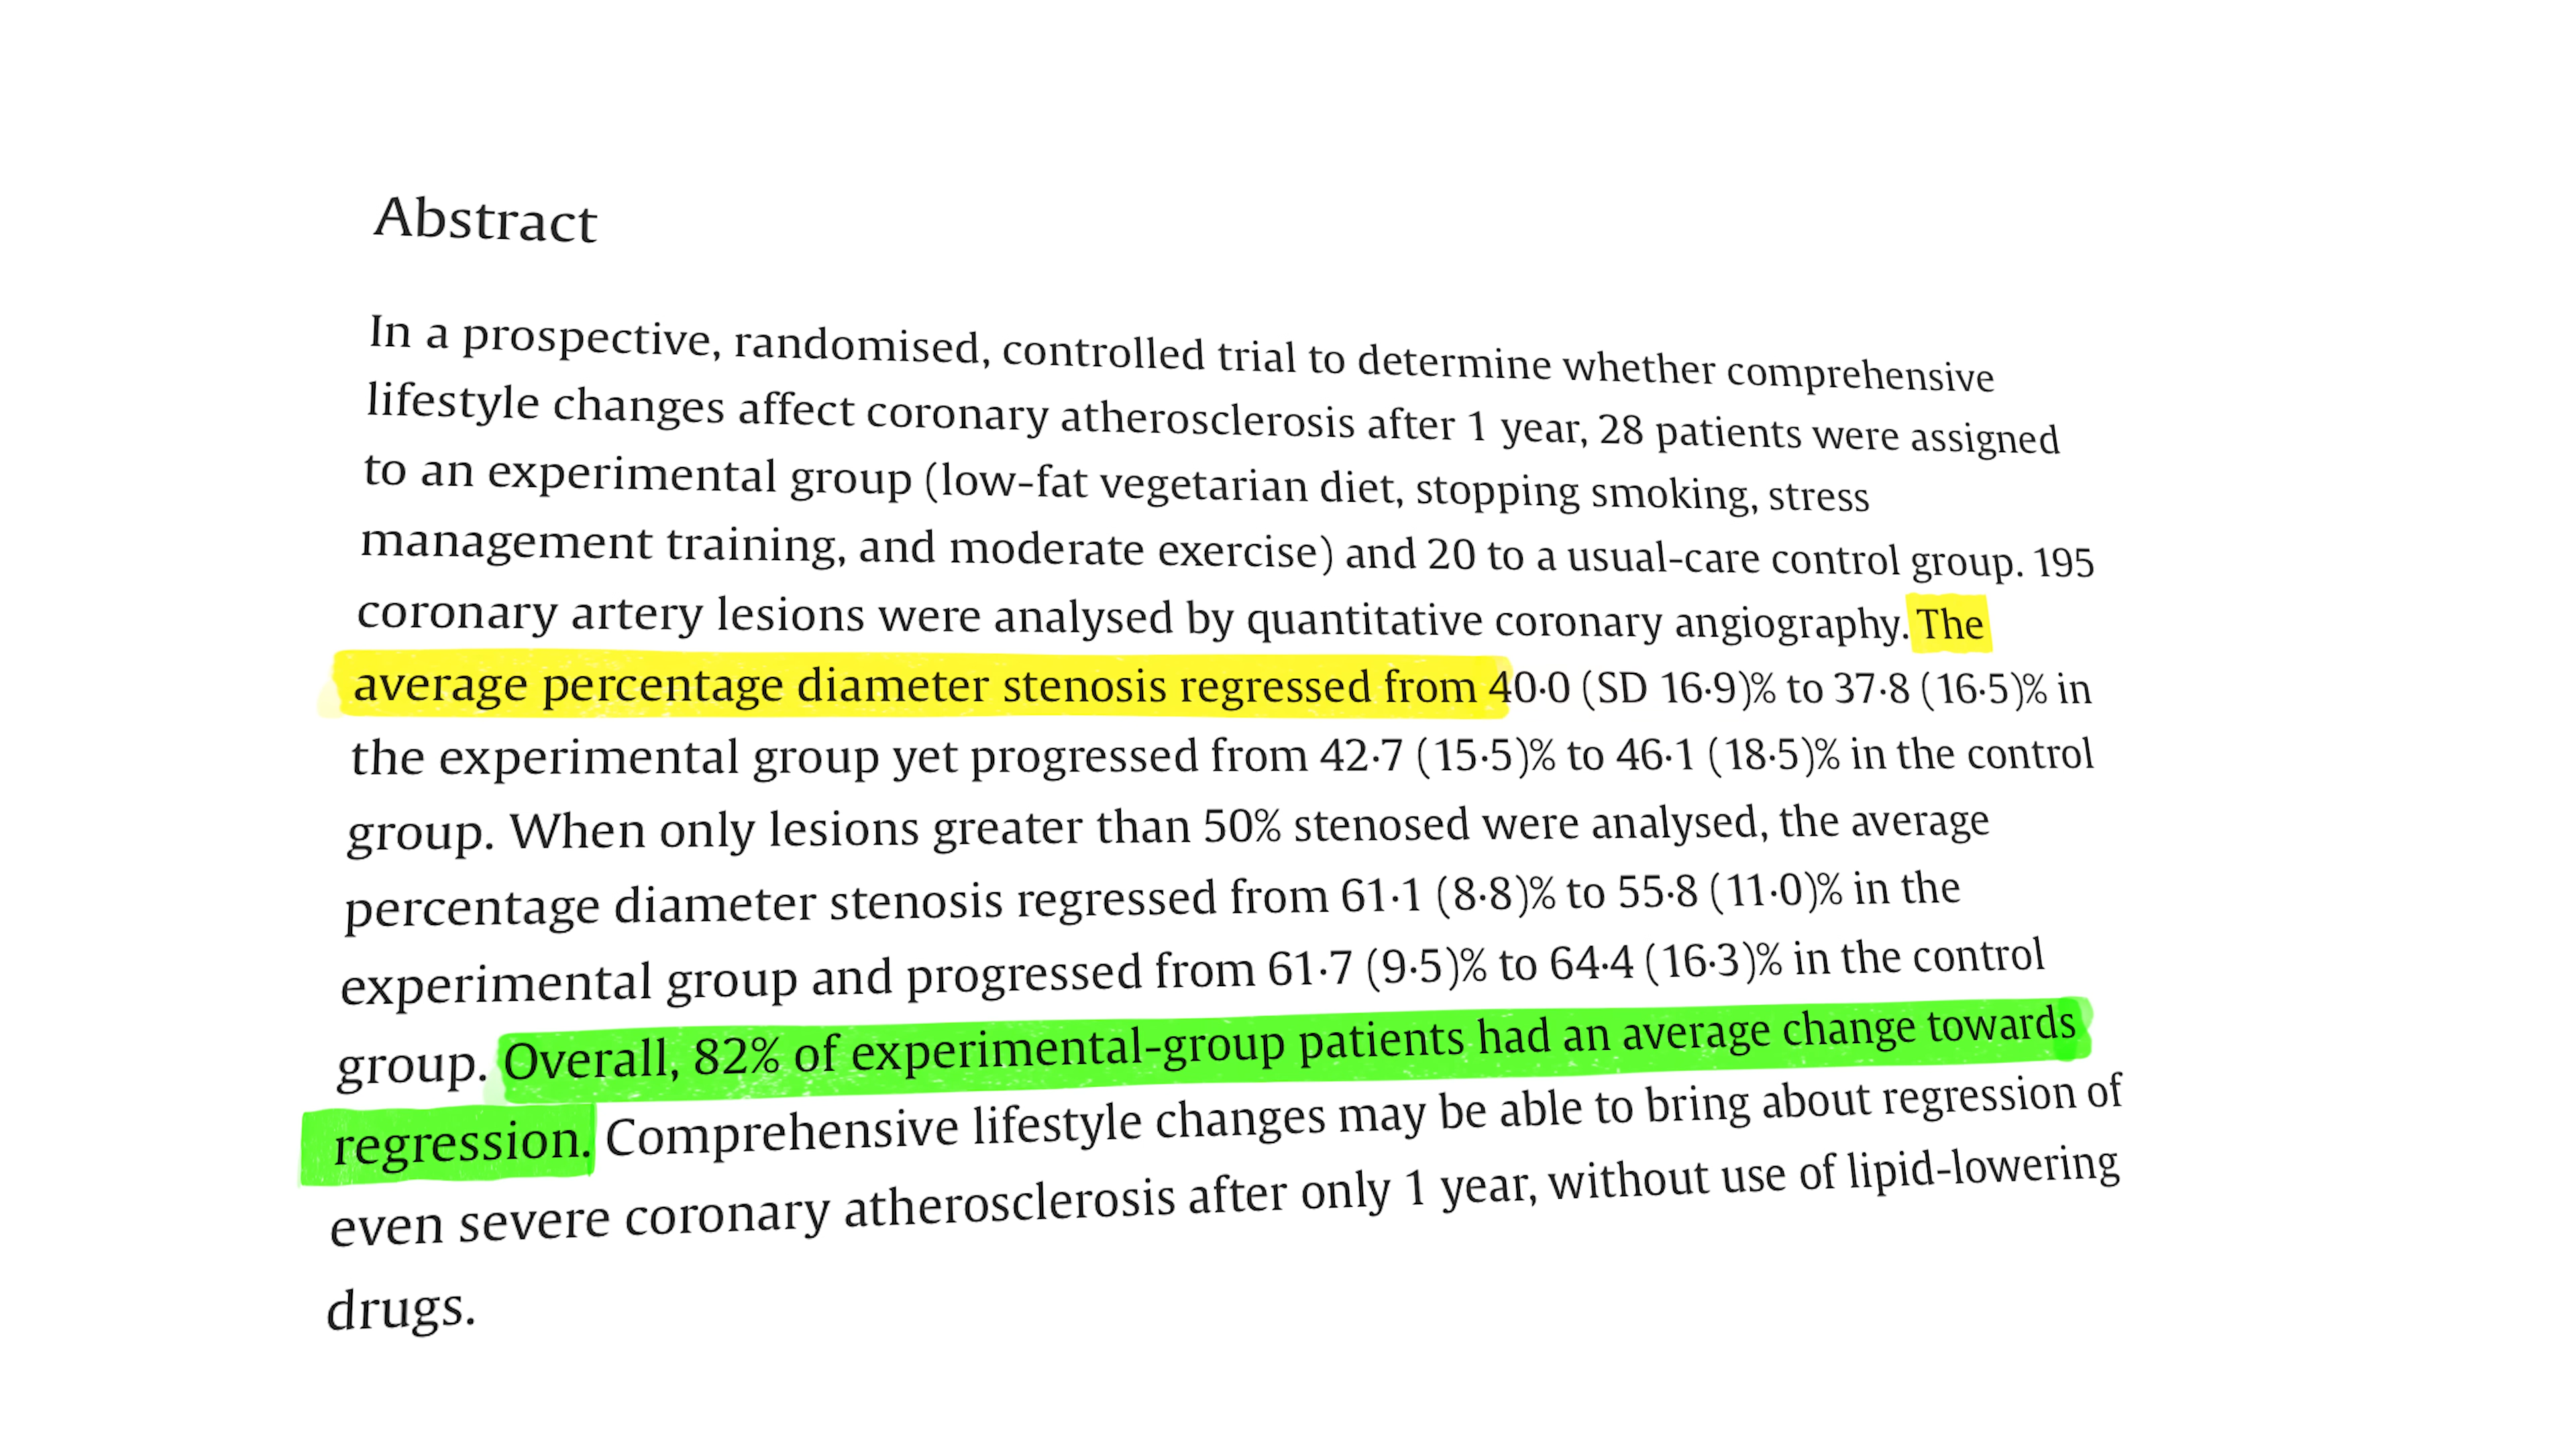 Abstract
In a prospective, randomised, controlled trial to determine whether comprehensive
lifestyle changes affect coronary atherosclerosis after 1 year, 28 patients were assigned
to an experimental group (low-fat vegetarian diet, stopping smoking, stress
management training, and moderate exercise) and 20 to a usual-care control group. 195
coronary artery lesions were analysed by quantitative coronary angiography. The
average percentage diameter stenosis regressed from 40·0 (SD 16·9)% to 37·8 (16·5)% in
the experimental group yet progressed from 42·7 (15·5)% to 46·1 (18·5)% in the control
group. When only lesions greater than 50% stenosed were analysed, the average
percentage diameter stenosis regressed from 61·1 (8·8)% to 55·8 (11·0)% in the
experimental group and progressed from 61·7 (9·5)% to 64·4 (16·3)% in the control
group. Overall, 82% of experimental-group patients had an average change towards
regression. Comprehensive lifestyle changes may be able to bring about regression of
even severe coronary atherosclerosis after only 1 year, without use of lipid-lowering
drugs.